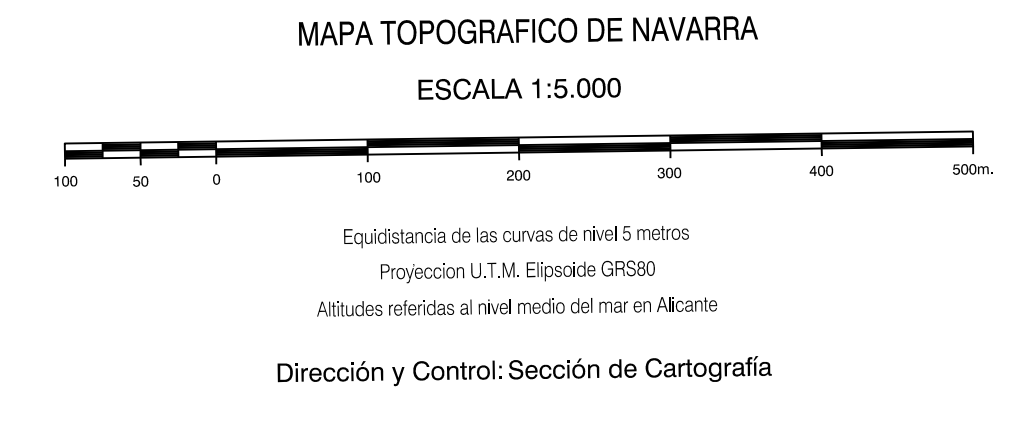 MAPA TOPOGRAFICO DE NAVARRA
ESCALA 1:5.000
100 50 0 100 200 300 400 500m.
Equidistancia de las curvas de nivel 5 metros
Proyeccion U.T.M. Elipsoide GRS80
Altitudes referidas al nivel medio del mar en Alicante
Dirección y Control: Sección de Cartografía